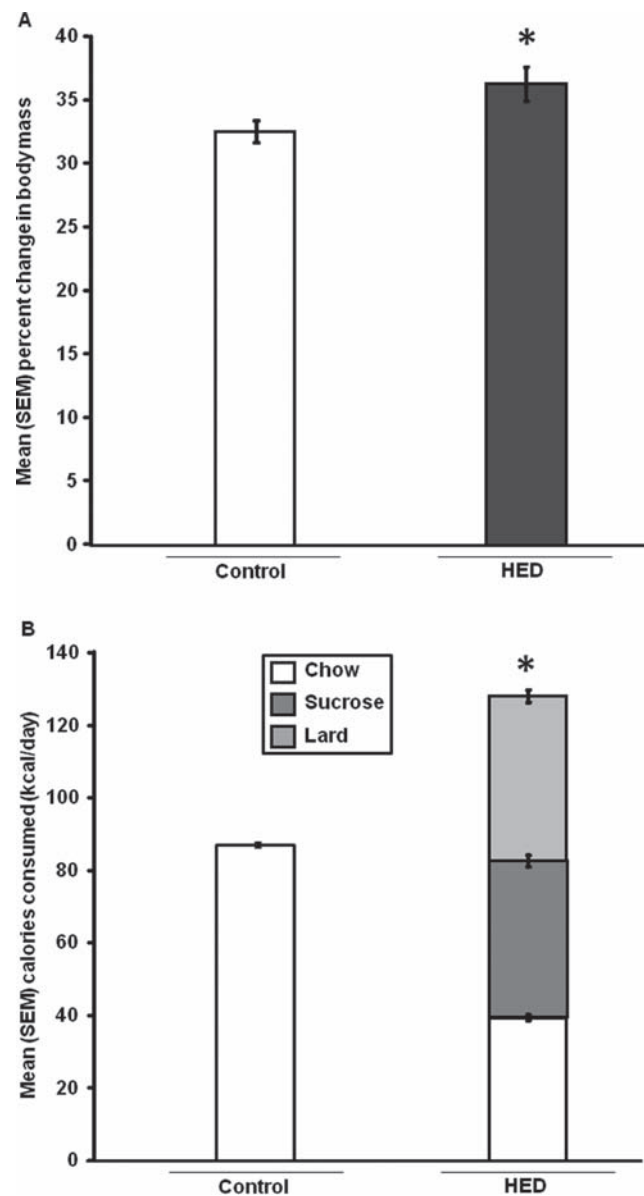 A
Mean (SEM) percent change in body mass
40
*
35
30
25
20
15
10
5
0
Control
HED
B
Mean (SEM) calories consumed (kcal/day)
140
*
Chow
120
Sucrose
Lard
100
80
60
40
20
0
Control
HED